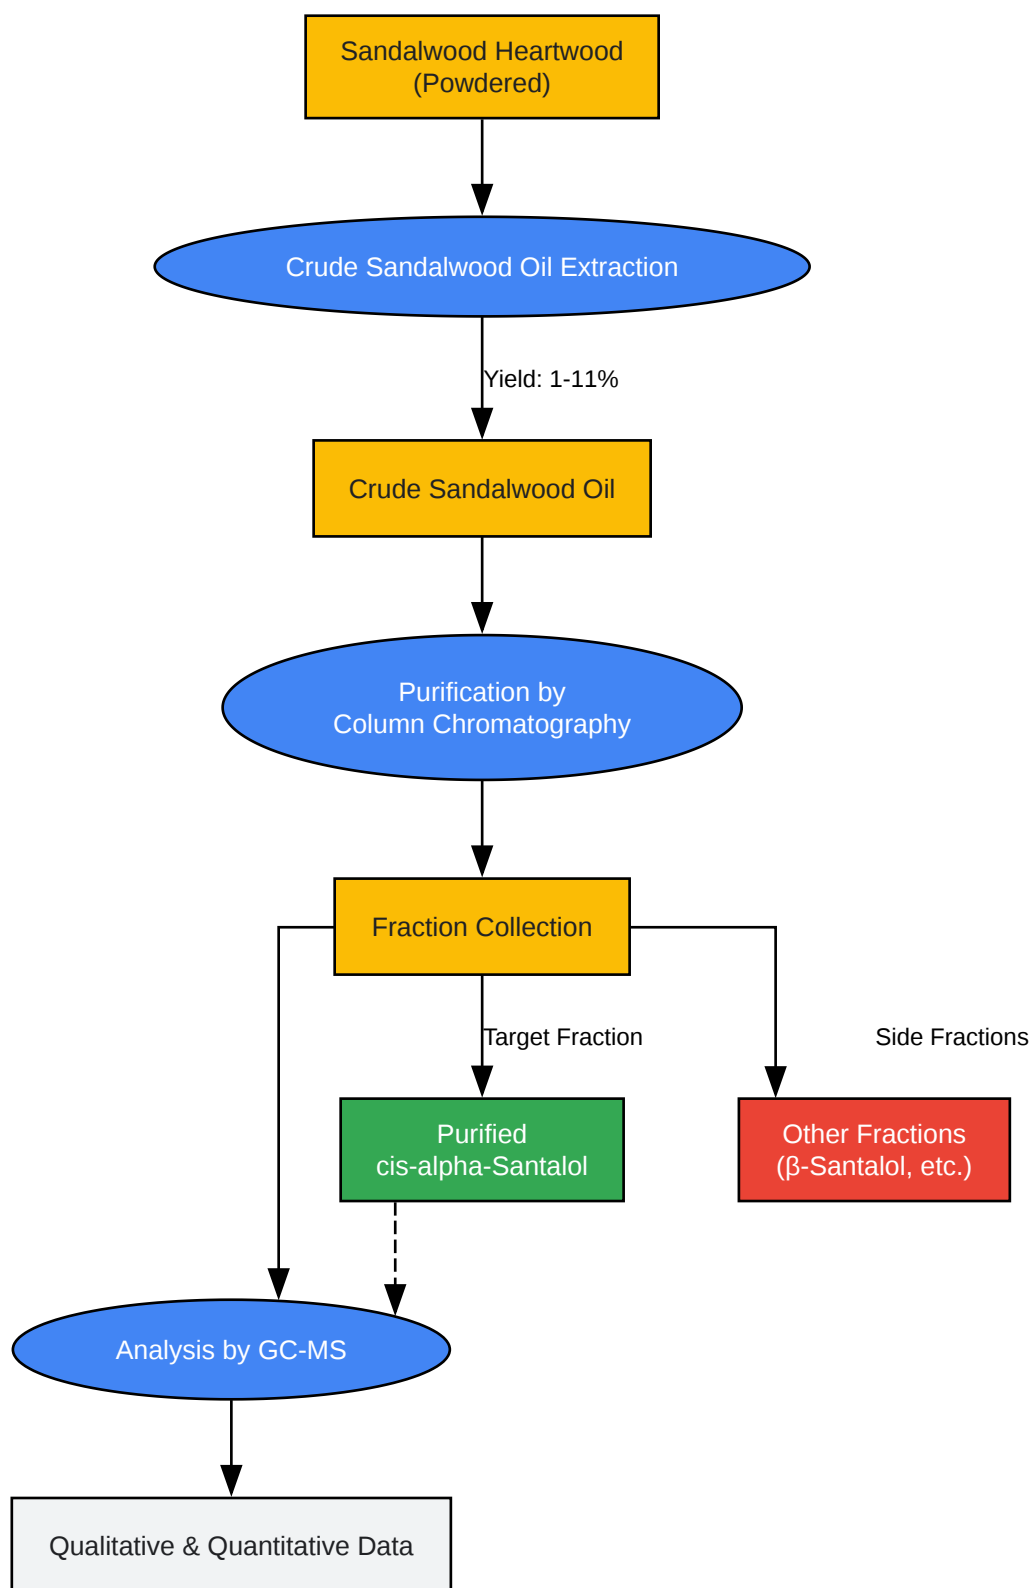 Sandalwood Heartwood
(Powdered)
Crude Sandalwood Oil Extraction
Yield: 1-11%
Crude Sandalwood Oil
Purification by
Column Chromatography
Fraction Collection
Target Fraction
Side Fractions
Purified
cis-alpha-Santalol
Other Fractions
(β-Santalol, etc.)
Analysis by GC-MS
Qualitative & Quantitative Data